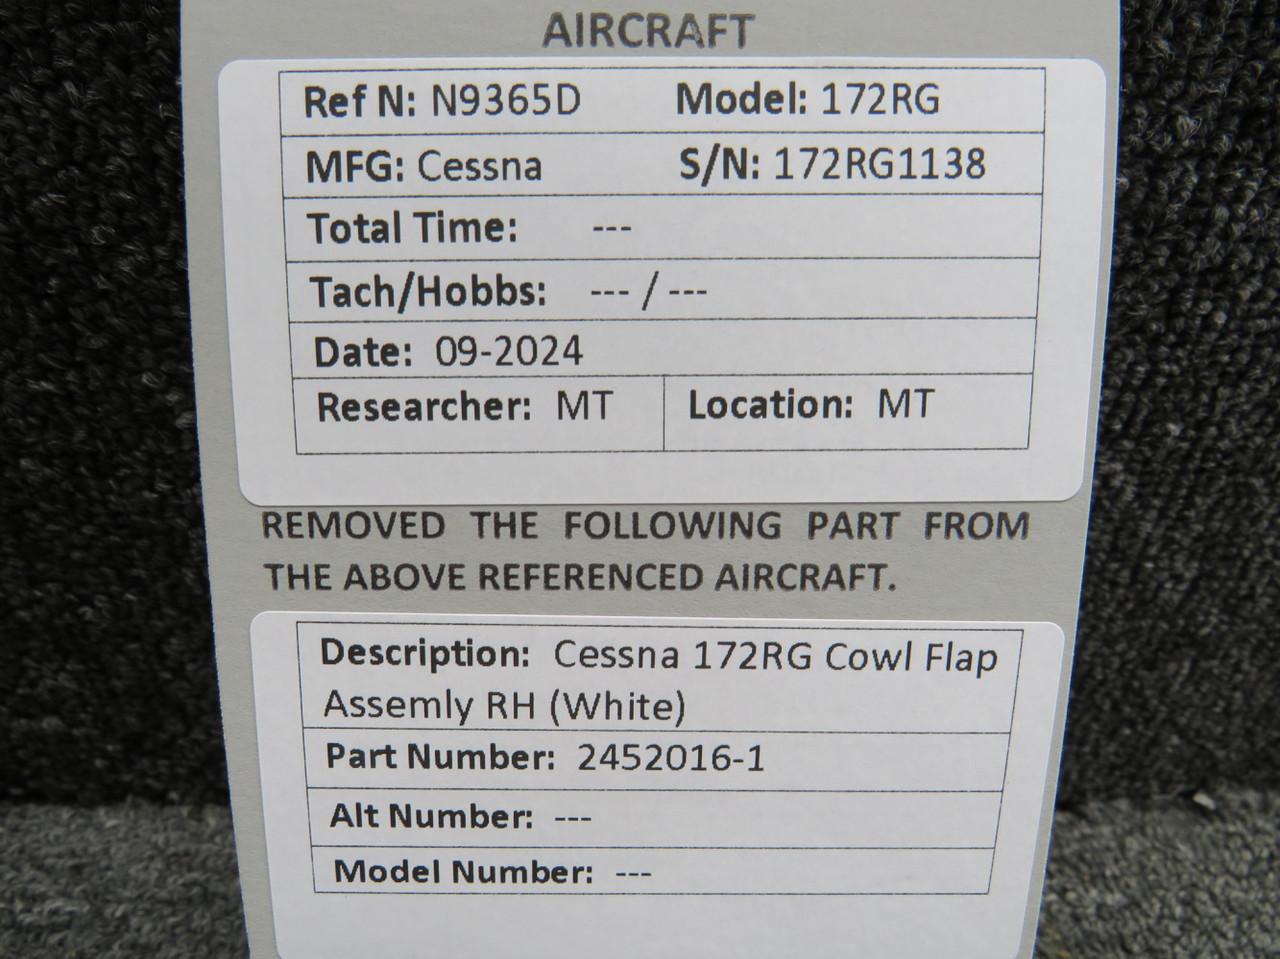 AIRCRAFT
Ref N: N9365D Model: 172RG
MFG: Cessna S/N: 172RG1138
Total Time: ---
Tach/Hobbs: --- / ---
Date: 09-2024
Researcher: MT Location: MT
REMOVED THE FOLLOWING PART FROM
THE ABOVE REFERENCED AIRCRAFT.
Description: Cessna 172RG Cowl Flap
Assemly RH (White)
Part Number: 2452016-1
Alt Number: ---
Model Number: ---